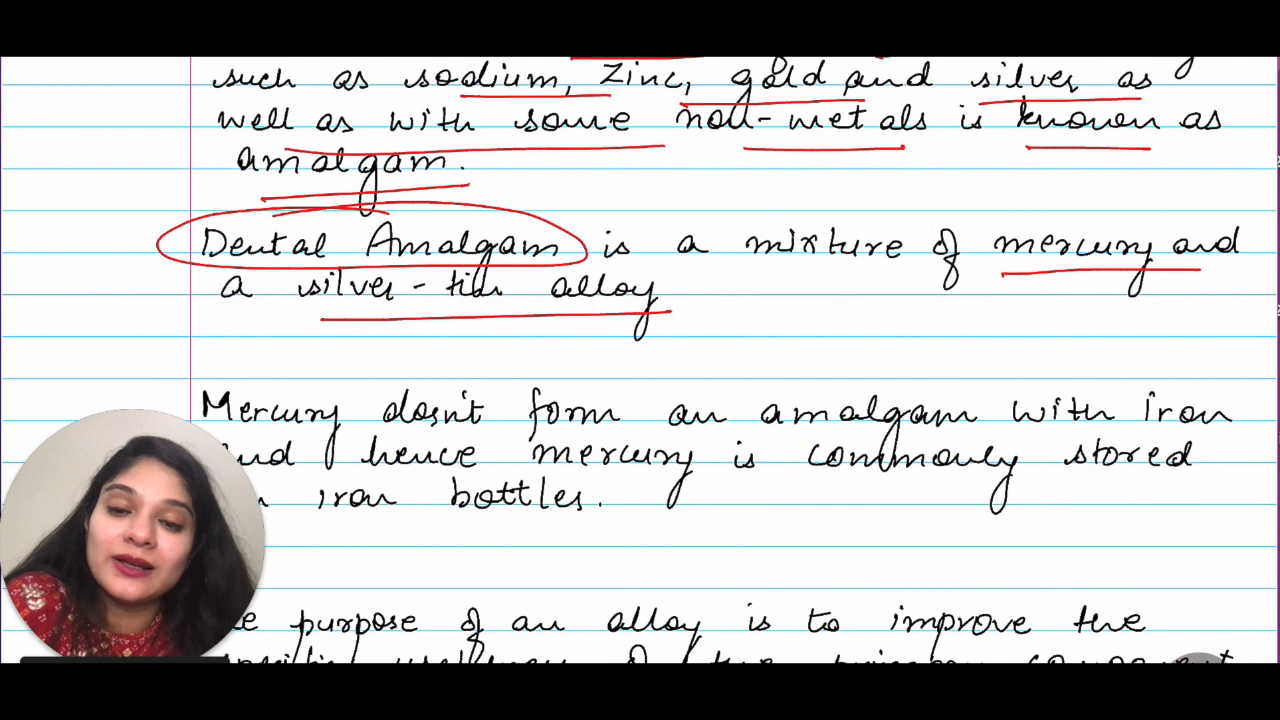 such as sodium, Zinc, gold and silver as
well as with some non-metals is known as
amalgam.
Dental Amalgam is a mixture of mercury and
a silver-tin alloy
Mercury dosn't form an amalgam with iron
and hence mercury is commonly stored
iron bottles.
purpose of an alloy is to improve the